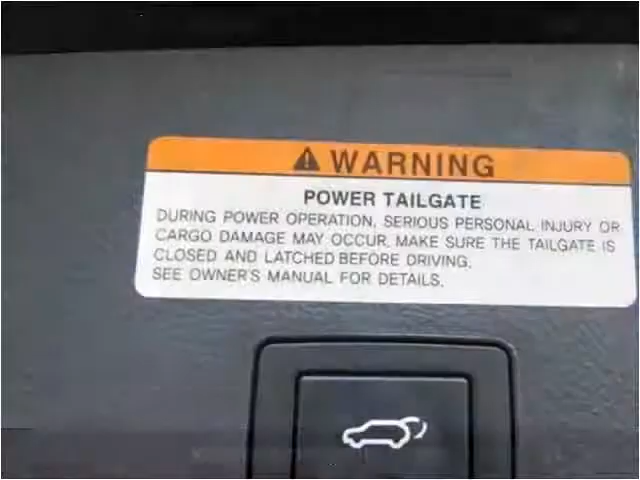 WARNING
POWER TAILGATE
DURING POWER OPERATION, SERIOUS PERSONAL INJURY OR
CARGO DAMAGE MAY OCCUR. MAKE SURE THE TAILGATE IS
CLOSED AND LATCHED BEFORE DRIVING.
SEE OWNER'S MANUAL FOR DETAILS.